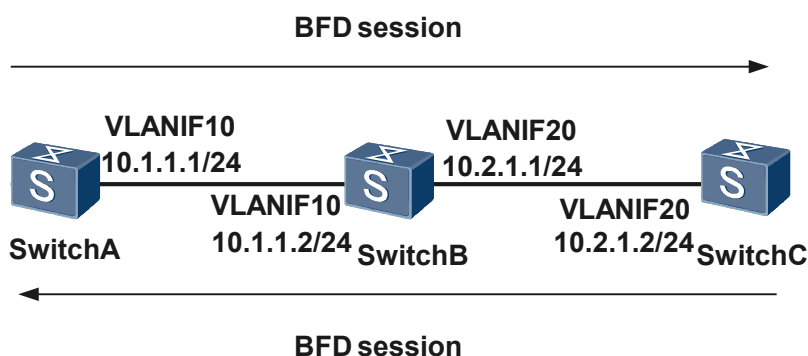 BFD session
VLANIF10
10.1.1.1/24
VLANIF20
10.2.1.1/24
S
S
S
VLANIF10
10.1.1.2/24
VLANIF20
10.2.1.2/24
SwitchA
SwitchB
SwitchC
BFD session